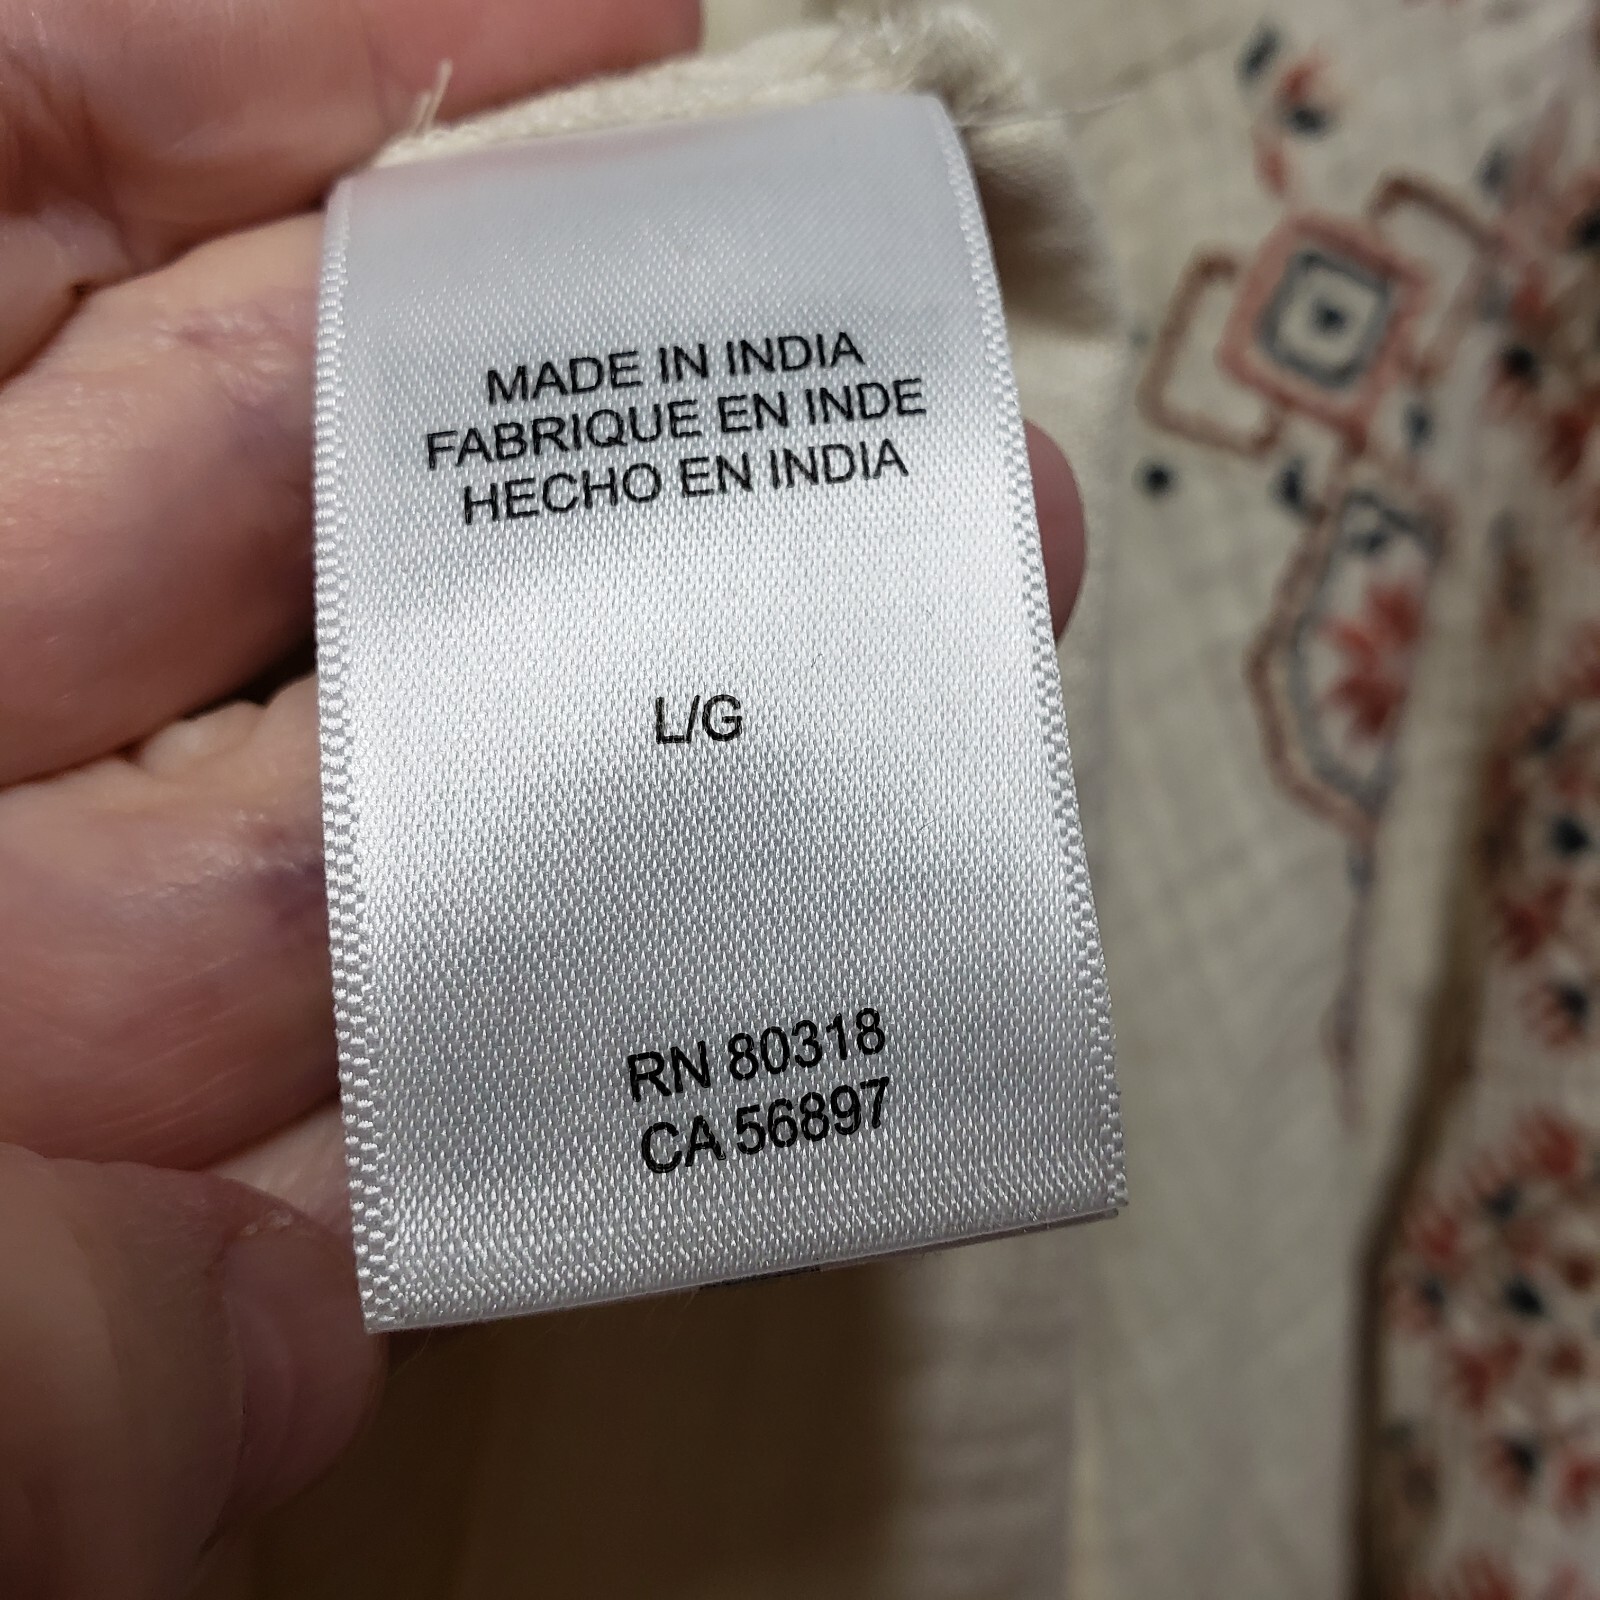 MADE IN INDIA
FABRIQUE EN INDE
HECHO EN INDIA
L/G
RN 80318
CA 56897